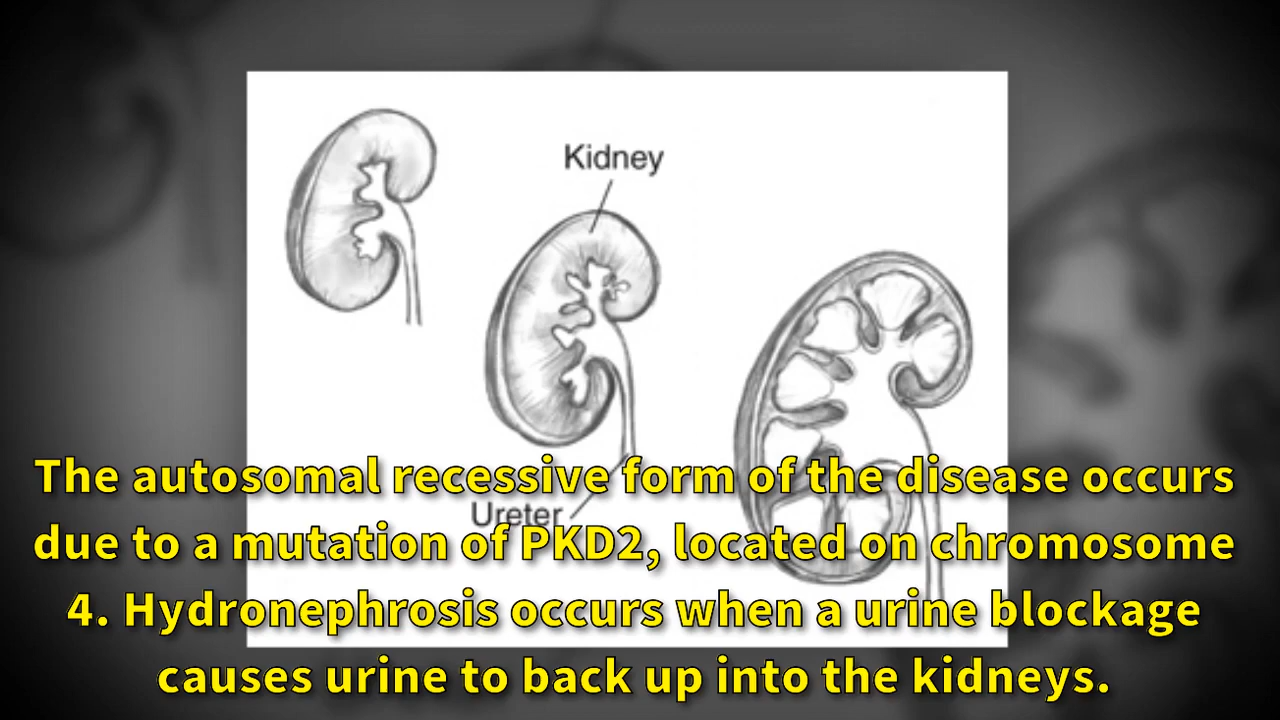 Kidney
Ureter
The autosomal recessive form of the disease occurs
due to a mutation of PKD2, located on chromosome
4. Hydronephrosis occurs when a urine blockage
causes urine to back up into the kidneys.